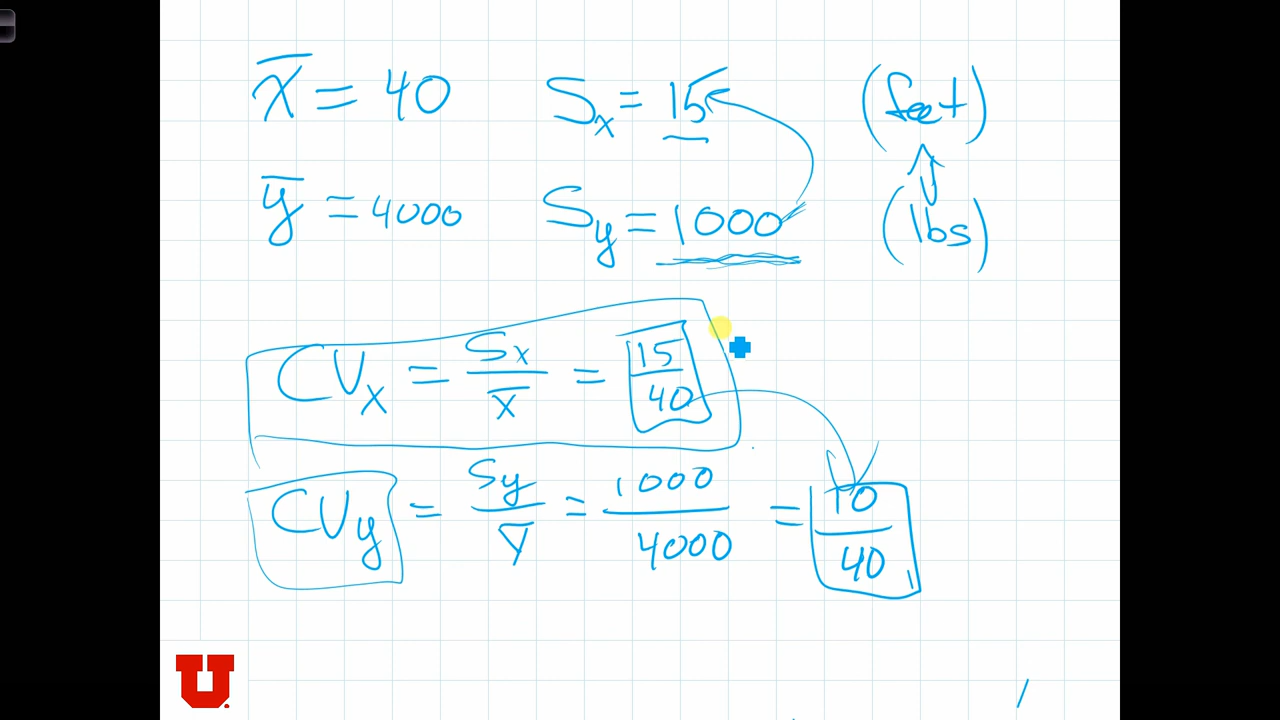 x̄ = 40 Sx = 15 (feet)
ȳ = 4000 Sy = 1000 (lbs)
CVx = Sx/x̄ = 15/40
CVy = Sy/ȳ = 1000/4000 = 10/40
U